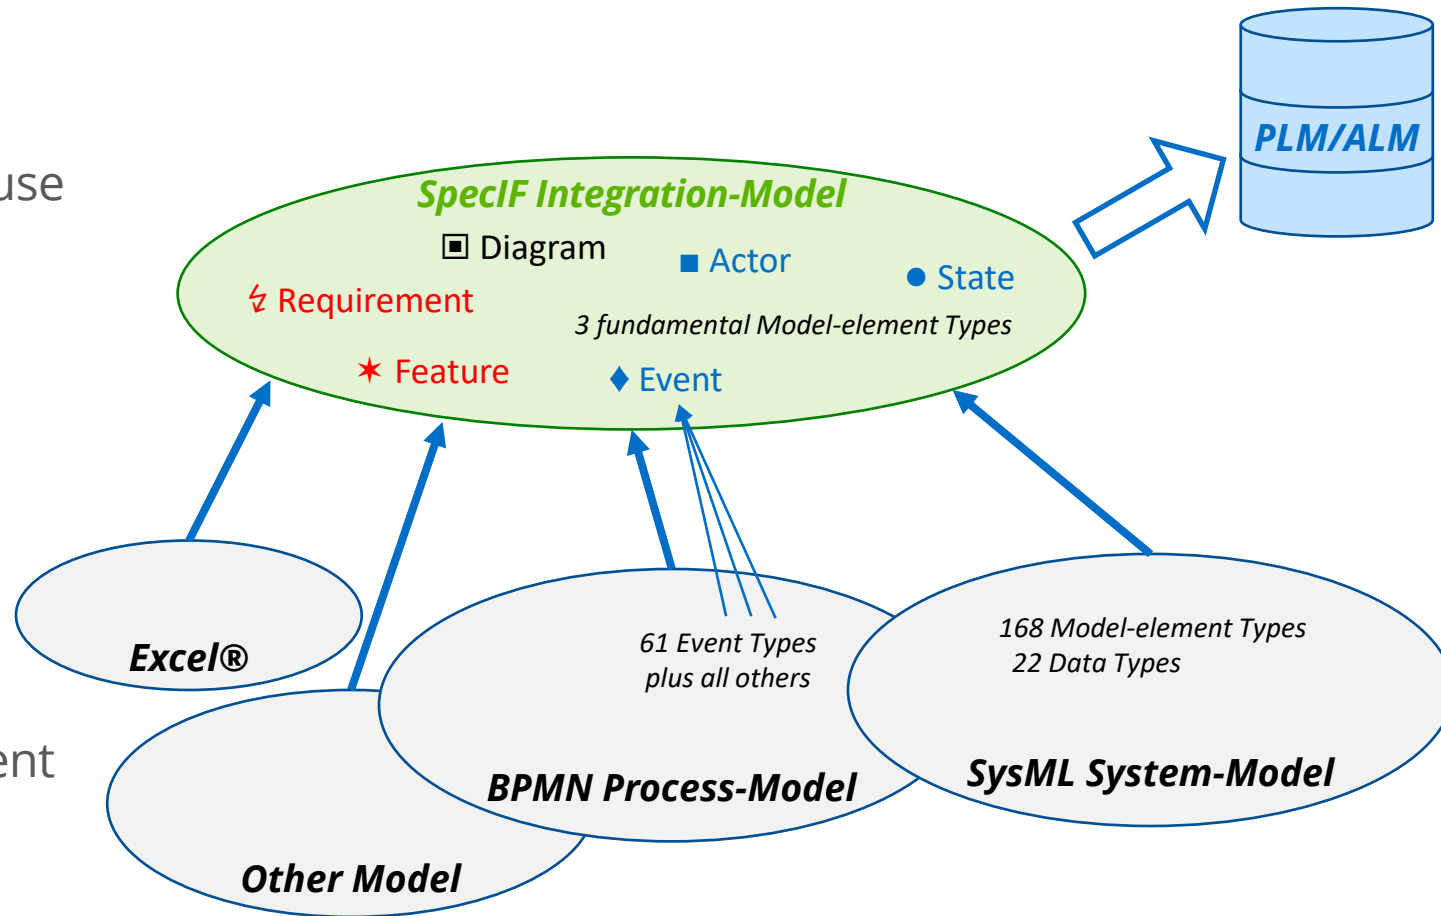 PLM/ALM
use
SpecIF Integration-Model
▣ Diagram
■ Actor
● State
↯ Requirement
3 fundamental Model-element Types
✶ Feature
♦ Event
61 Event Types
plus all others
168 Model-element Types
22 Data Types
Excel®
ent
BPMN Process-Model
SysML System-Model
Other Model